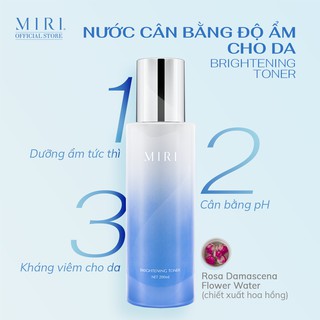 MIRI.
OFFICIAL STORE
NƯỚC CÂN BẰNG ĐỘ ẨM
CHO DA
BRIGHTENING
TONER
1
Dưỡng ẩm tức thì
2
Cân bằng pH
3
Kháng viêm cho da
MIRI.
BRIGHTENING TONER
Rosa Damascena
Flower Water
(chiết xuất hoa hồng)